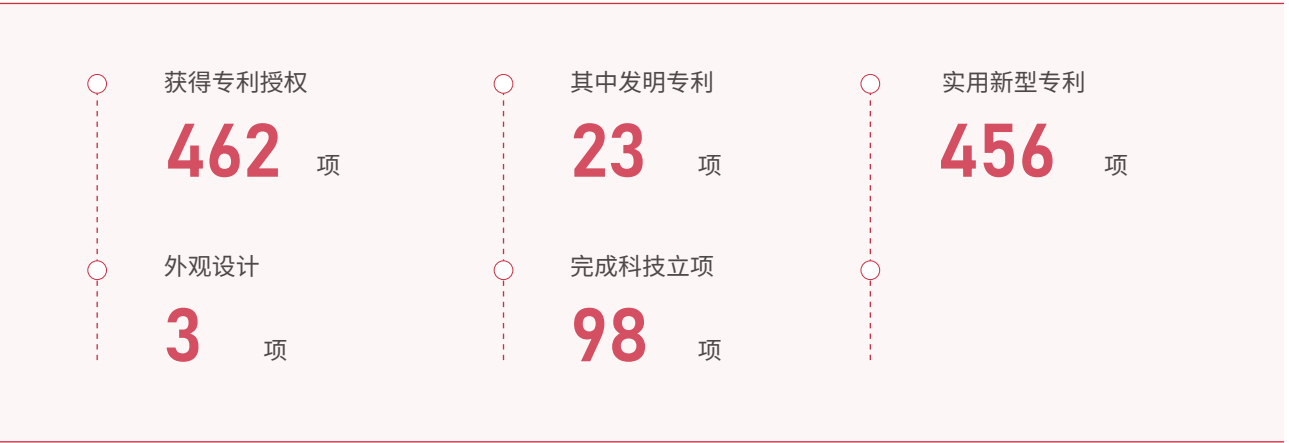 获得专利授权
462 项
其中发明专利
23 项
实用新型专利
456 项
外观设计
3 项
完成科技立项
98 项